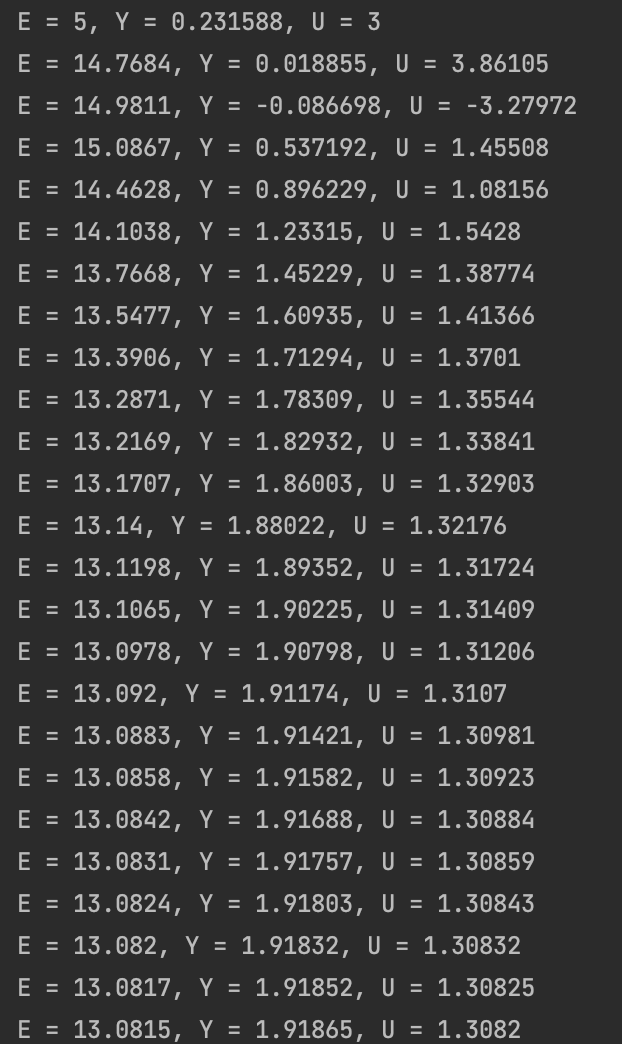 E = 5, Y = 0.231588, U = 3
E = 14.7684, Y = 0.018855, U = 3.86105
E = 14.9811, Y = -0.086698, U = -3.27972
E = 15.0867, Y = 0.537192, U = 1.45508
E = 14.4628, Y = 0.896229, U = 1.08156
E = 14.1038, Y = 1.23315, U = 1.5428
E = 13.7668, Y = 1.45229, U = 1.38774
E = 13.5477, Y = 1.60935, U = 1.41366
E = 13.3906, Y = 1.71294, U = 1.3701
E = 13.2871, Y = 1.78309, U = 1.35544
E = 13.2169, Y = 1.82932, U = 1.33841
E = 13.1707, Y = 1.86003, U = 1.32903
E = 13.14, Y = 1.88022, U = 1.32176
E = 13.1198, Y = 1.89352, U = 1.31724
E = 13.1065, Y = 1.90225, U = 1.31409
E = 13.0978, Y = 1.90798, U = 1.31206
E = 13.092, Y = 1.91174, U = 1.3107
E = 13.0883, Y = 1.91421, U = 1.30981
E = 13.0858, Y = 1.91582, U = 1.30923
E = 13.0842, Y = 1.91688, U = 1.30884
E = 13.0831, Y = 1.91757, U = 1.30859
E = 13.0824, Y = 1.91803, U = 1.30843
E = 13.082, Y = 1.91832, U = 1.30832
E = 13.0817, Y = 1.91852, U = 1.30825
E = 13.0815, Y = 1.91865, U = 1.3082